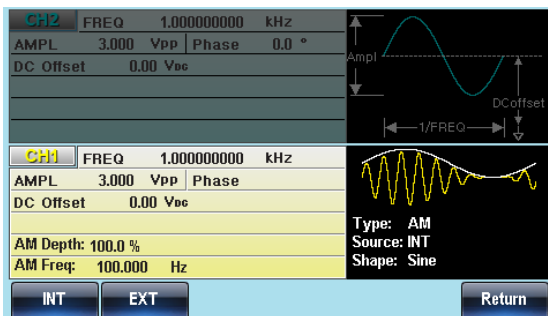 CH2 FREQ 1.000000000 kHz
AMPL 3.000 Vpp Phase 0.0 °
DC Offset 0.00 VDC
Ampl
DCoffset
1/FREQ
CH1 FREQ 1.000000000 kHz
AMPL 3.000 Vpp Phase
DC Offset 0.00 VDC
AM Depth: 100.0 %
AM Freq: 100.000 Hz
Type: AM
Source: INT
Shape: Sine
INT EXT Return